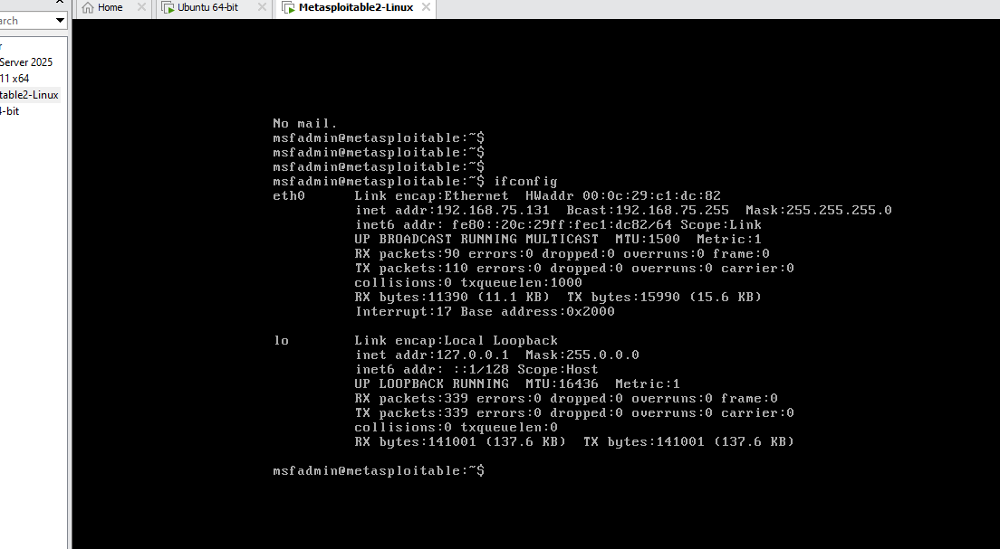 Home
Ubuntu 64-bit
Metasploitable2-Linux
arch
r
Server 2025
11 x64
table2-Linux
4-bit
No mail.
msfadmin@metasploitable:~$
msfadmin@metasploitable:~$
msfadmin@metasploitable:~$
msfadmin@metasploitable:~$ ifconfig
eth0      Link encap:Ethernet  HWaddr 00:0c:29:c1:dc:82
          inet addr:192.168.75.131  Bcast:192.168.75.255  Mask:255.255.255.0
          inet6 addr: fe80::20c:29ff:fec1:dc82/64 Scope:Link
          UP BROADCAST RUNNING MULTICAST  MTU:1500  Metric:1
          RX packets:90 errors:0 dropped:0 overruns:0 frame:0
          TX packets:110 errors:0 dropped:0 overruns:0 carrier:0
          collisions:0 txqueuelen:1000
          RX bytes:11390 (11.1 KB)  TX bytes:15990 (15.6 KB)
          Interrupt:17 Base address:0x2000
lo        Link encap:Local Loopback
          inet addr:127.0.0.1  Mask:255.0.0.0
          inet6 addr: ::1/128 Scope:Host
          UP LOOPBACK RUNNING  MTU:16436  Metric:1
          RX packets:339 errors:0 dropped:0 overruns:0 frame:0
          TX packets:339 errors:0 dropped:0 overruns:0 carrier:0
          collisions:0 txqueuelen:0
          RX bytes:141001 (137.6 KB)  TX bytes:141001 (137.6 KB)
msfadmin@metasploitable:~$